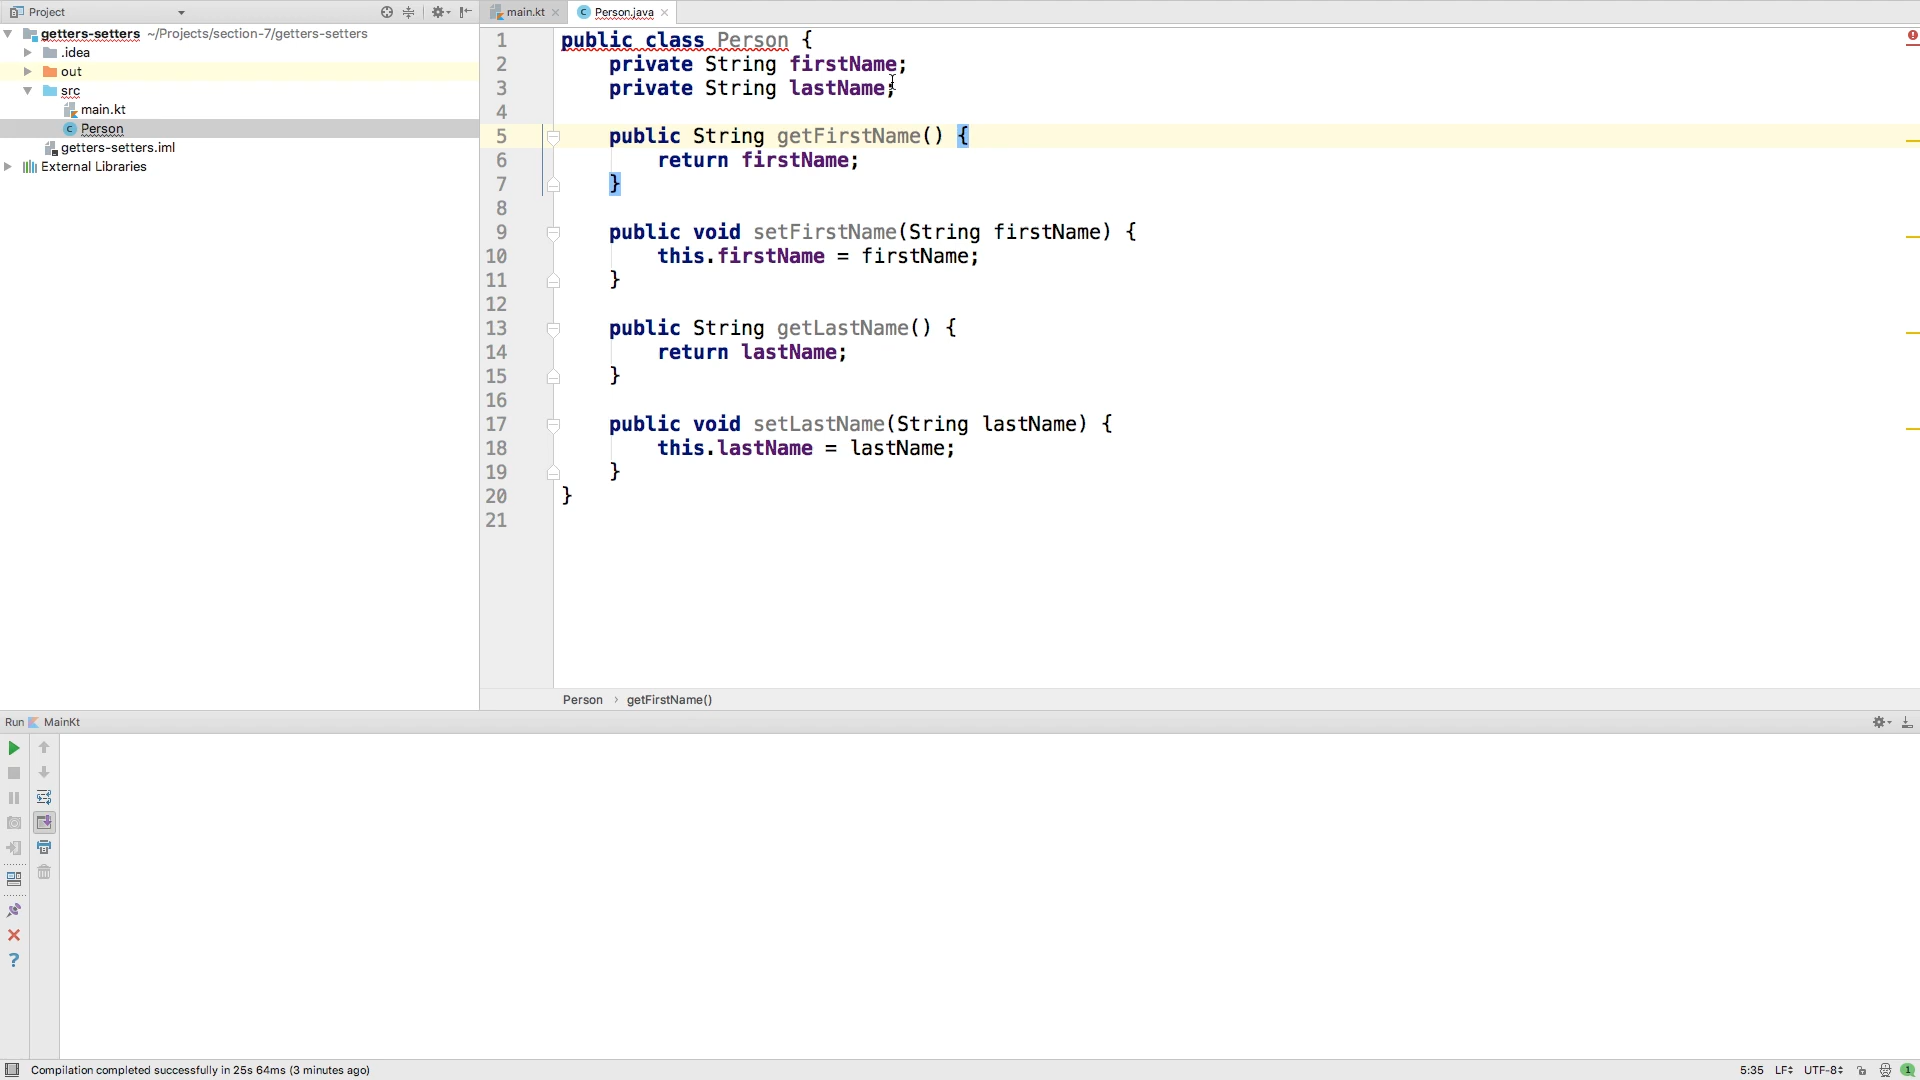 Project
main.kt
Person.java
getters-setters ~/Projects/section-7/getters-setters
.idea
out
src
main.kt
Person
getters-setters.iml
External Libraries
1 public class Person {
2 private String firstName;
3 private String lastName;
4
5 public String getFirstName() {
6 return firstName;
7 }
8
9 public void setFirstName(String firstName) {
10 this.firstName = firstName;
11 }
12
13 public String getLastName() {
14 return lastName;
15 }
16
17 public void setLastName(String lastName) {
18 this.lastName = lastName;
19 }
20 }
21
Person › getFirstName()
Run MainKt
Compilation completed successfully in 25s 64ms (3 minutes ago)
5:35 LF UTF-8 1